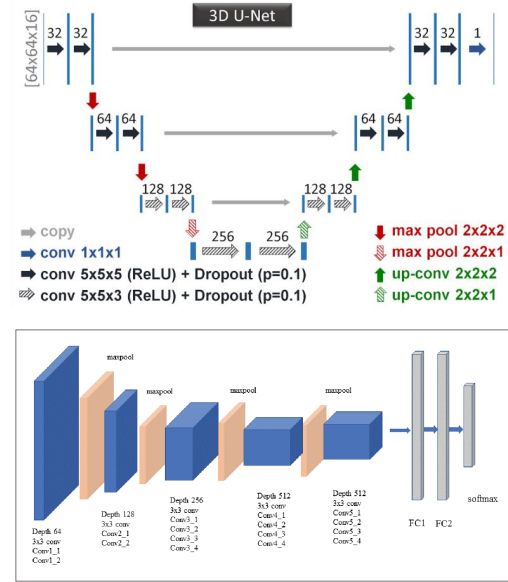 3D U-Net
[64x64x16]
32 32
32 32 1
64 64
64 64
128 128
128 128
256 256
copy
conv 1x1x1
conv 5x5x5 (ReLU) + Dropout (p=0.1)
conv 5x5x3 (ReLU) + Dropout (p=0.1)
max pool 2x2x2
max pool 2x2x1
up-conv 2x2x2
up-conv 2x2x1
maxpool
maxpool
maxpool
maxpool
Depth 64
3x3 conv
Conv1_1
Conv1_2
Depth 128
3x3 conv
Conv2_1
Conv2_2
Depth 256
3x3 conv
Conv3_1
Conv3_2
Conv3_3
Conv3_4
Depth 512
3x3 conv
Conv4_1
Conv4_2
Conv4_3
Conv4_4
Depth 512
3x3 conv
Conv5_1
Conv5_2
Conv5_3
Conv5_4
FC1
FC2
softmax